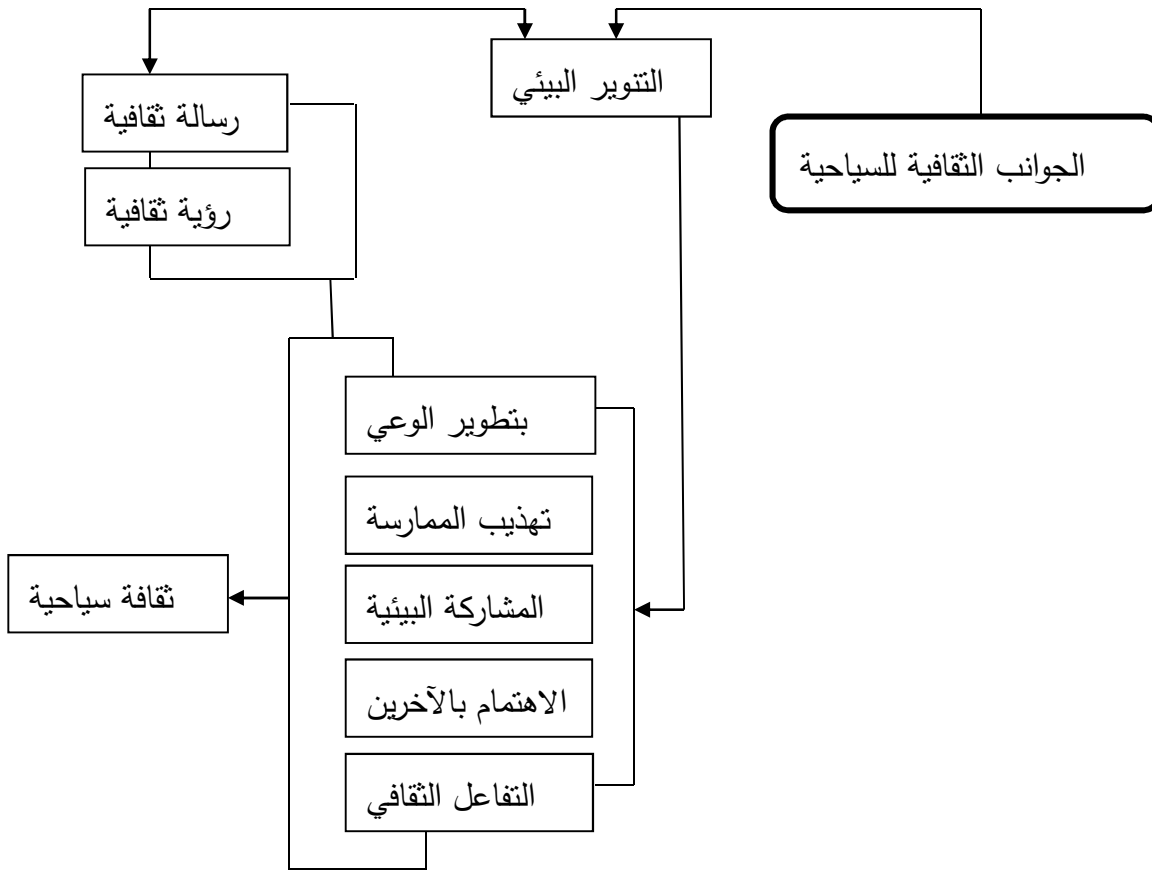 التنوير البيئي
رسالة ثقافية
الجوانب الثقافية للسياحية
رؤية ثقافية
بتطوير الوعي
تهذيب الممارسة
المشاركة البيئية
ثقافة سياحية
الاهتمام بالآخرين
التفاعل الثقافي